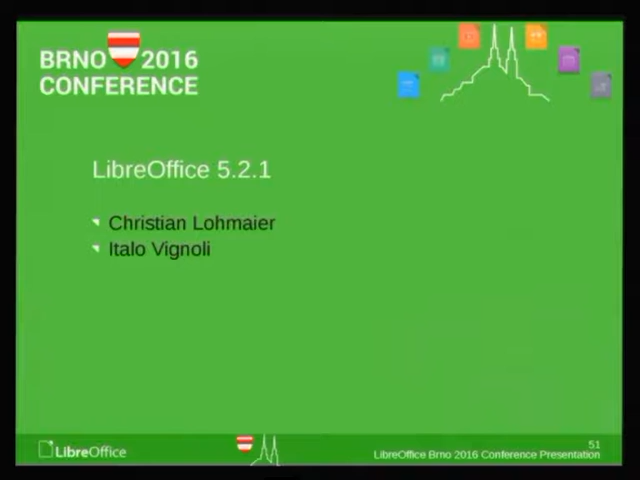 BRNO 2016
CONFERENCE
LibreOffice 5.2.1
Christian Lohmaier
Italo Vignoli
LibreOffice
51
LibreOffice Brno 2016 Conference Presentation